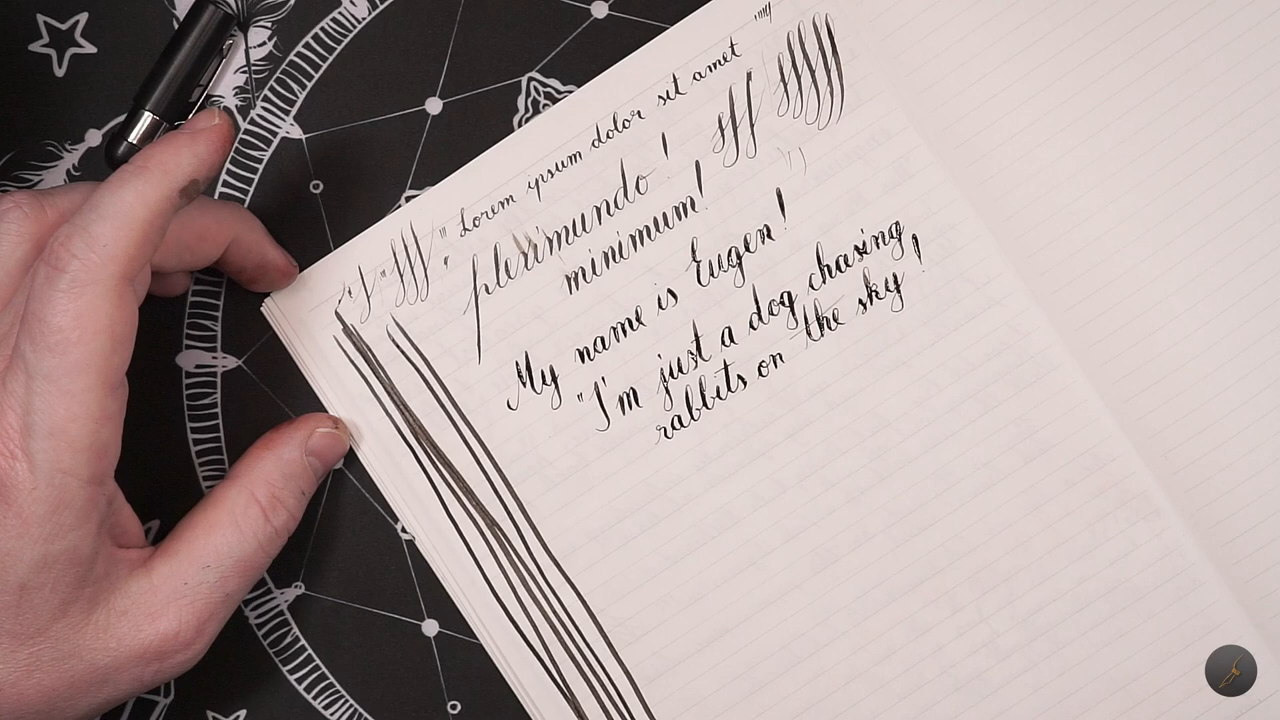 Lorem ipsum dolor sit amet
plerimundo!
minimum!
My name is Eugen!
"I'm just a dog chasing
rabbits on the sky!